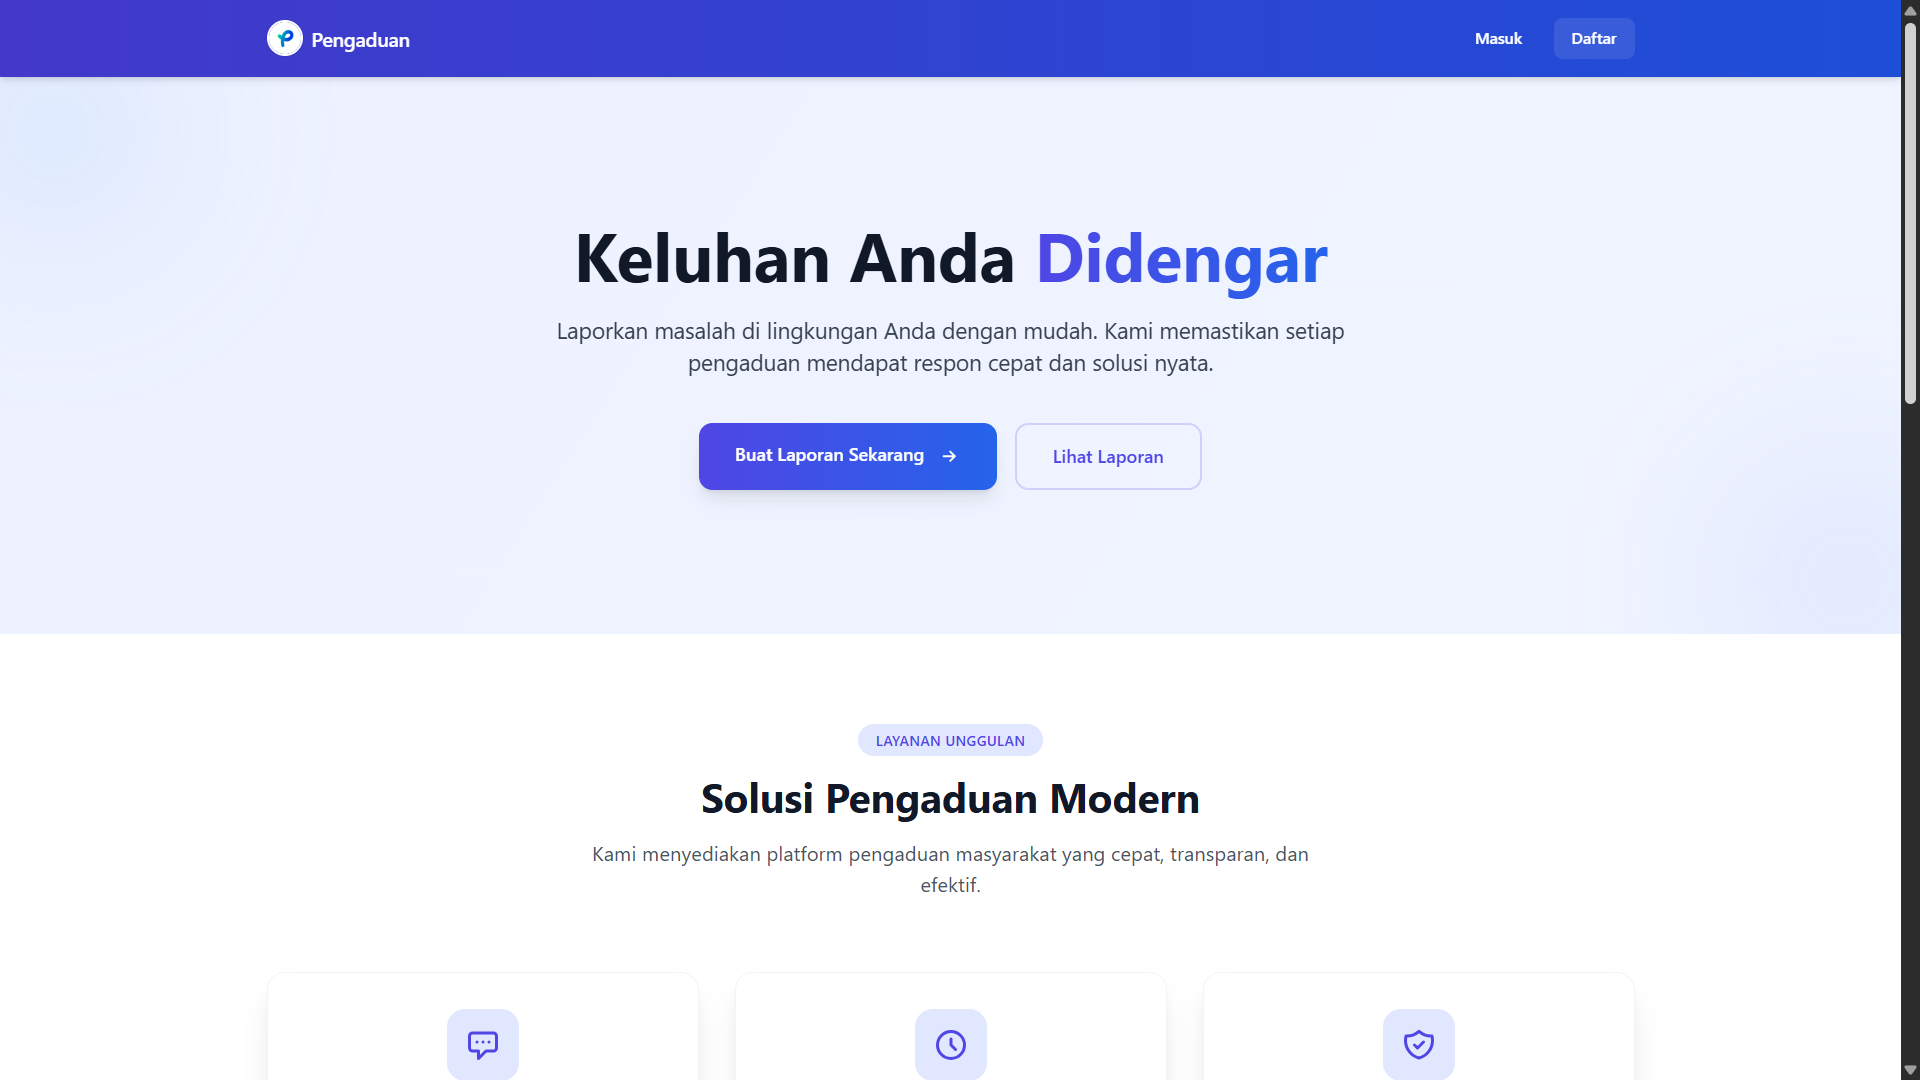 Pengaduan
Masuk
Daftar
Keluhan Anda Didengar
Laporkan masalah di lingkungan Anda dengan mudah. Kami memastikan setiap
pengaduan mendapat respon cepat dan solusi nyata.
Buat Laporan Sekarang →
Lihat Laporan
LAYANAN UNGGULAN
Solusi Pengaduan Modern
Kami menyediakan platform pengaduan masyarakat yang cepat, transparan, dan
efektif.